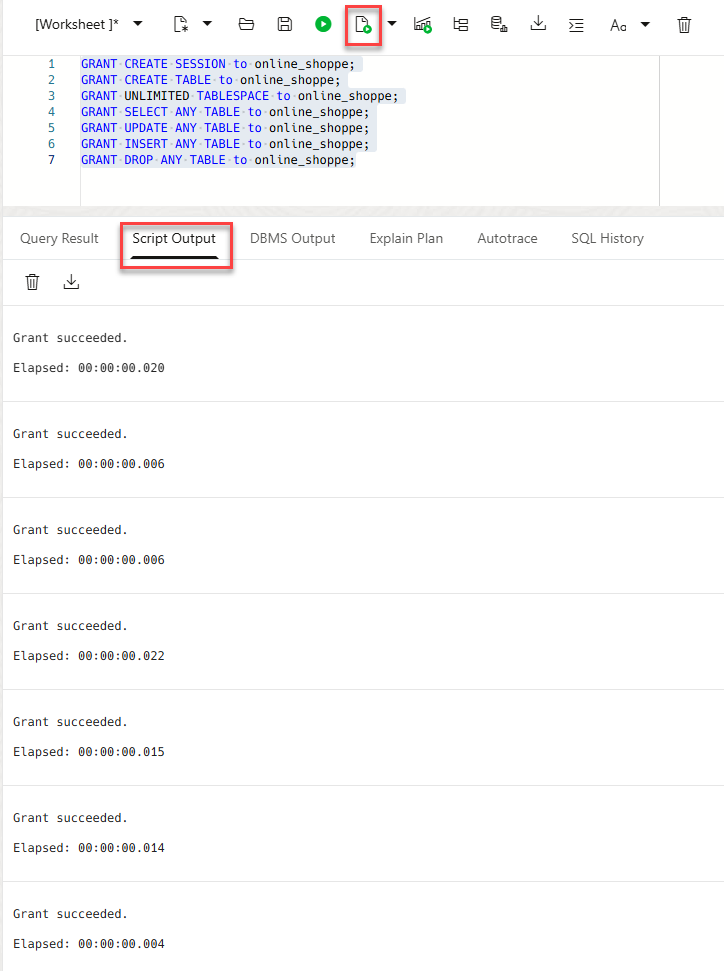 [Worksheet ]*
Aa
1 GRANT CREATE SESSION to online_shoppe;
2 GRANT CREATE TABLE to online_shoppe;
3 GRANT UNLIMITED TABLESPACE to online_shoppe;
4 GRANT SELECT ANY TABLE to online_shoppe;
5 GRANT UPDATE ANY TABLE to online_shoppe;
6 GRANT INSERT ANY TABLE to online_shoppe;
7 GRANT DROP ANY TABLE to online_shoppe;
Query Result Script Output DBMS Output Explain Plan Autotrace SQL History
Grant succeeded.
Elapsed: 00:00:00.020
Grant succeeded.
Elapsed: 00:00:00.006
Grant succeeded.
Elapsed: 00:00:00.006
Grant succeeded.
Elapsed: 00:00:00.022
Grant succeeded.
Elapsed: 00:00:00.015
Grant succeeded.
Elapsed: 00:00:00.014
Grant succeeded.
Elapsed: 00:00:00.004